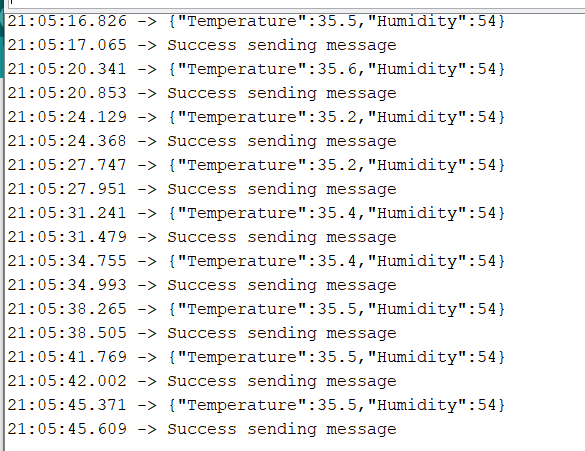 21:05:16.826 -> {"Temperature":35.5,"Humidity":54}
21:05:17.065 -> Success sending message
21:05:20.341 -> {"Temperature":35.6,"Humidity":54}
21:05:20.853 -> Success sending message
21:05:24.129 -> {"Temperature":35.2,"Humidity":54}
21:05:24.368 -> Success sending message
21:05:27.747 -> {"Temperature":35.2,"Humidity":54}
21:05:27.951 -> Success sending message
21:05:31.241 -> {"Temperature":35.4,"Humidity":54}
21:05:31.479 -> Success sending message
21:05:34.755 -> {"Temperature":35.4,"Humidity":54}
21:05:34.993 -> Success sending message
21:05:38.265 -> {"Temperature":35.5,"Humidity":54}
21:05:38.505 -> Success sending message
21:05:41.769 -> {"Temperature":35.5,"Humidity":54}
21:05:42.002 -> Success sending message
21:05:45.371 -> {"Temperature":35.5,"Humidity":54}
21:05:45.609 -> Success sending message